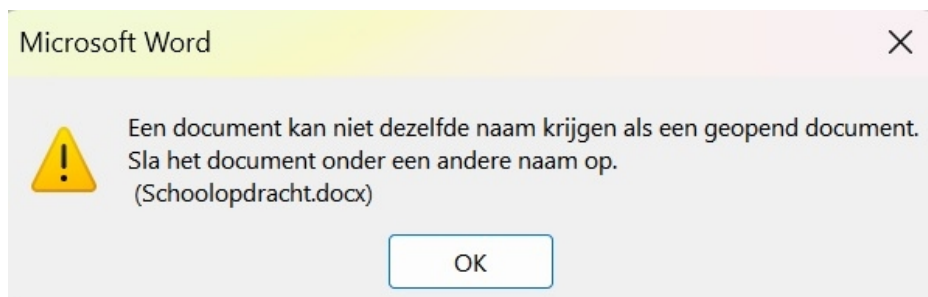 Microsoft Word
Een document kan niet dezelfde naam krijgen als een geopend document.
Sla het document onder een andere naam op.
(Schoolopdracht.docx)
OK